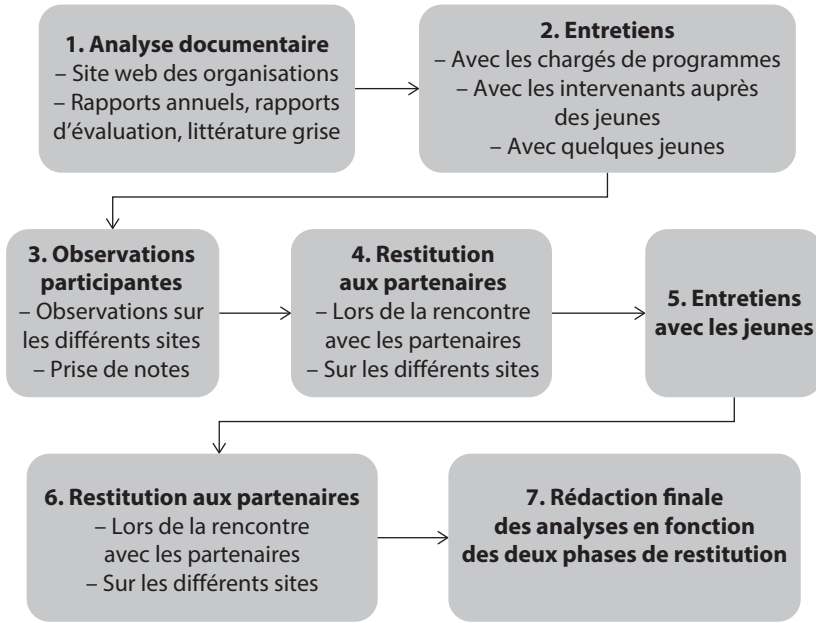 1. Analyse documentaire
– Site web des organisations
– Rapports annuels, rapports
d’évaluation, littérature grise
2. Entretiens
– Avec les chargés de programmes
– Avec les intervenants auprès
des jeunes
– Avec quelques jeunes
3. Observations
participantes
– Observations sur
les différents sites
– Prise de notes
4. Restitution
aux partenaires
– Lors de la rencontre
avec les partenaires
– Sur les différents sites
5. Entretiens
avec les jeunes
6. Restitution aux partenaires
– Lors de la rencontre
avec les partenaires
– Sur les différents sites
7. Rédaction finale
des analyses en fonction
des deux phases de restitution